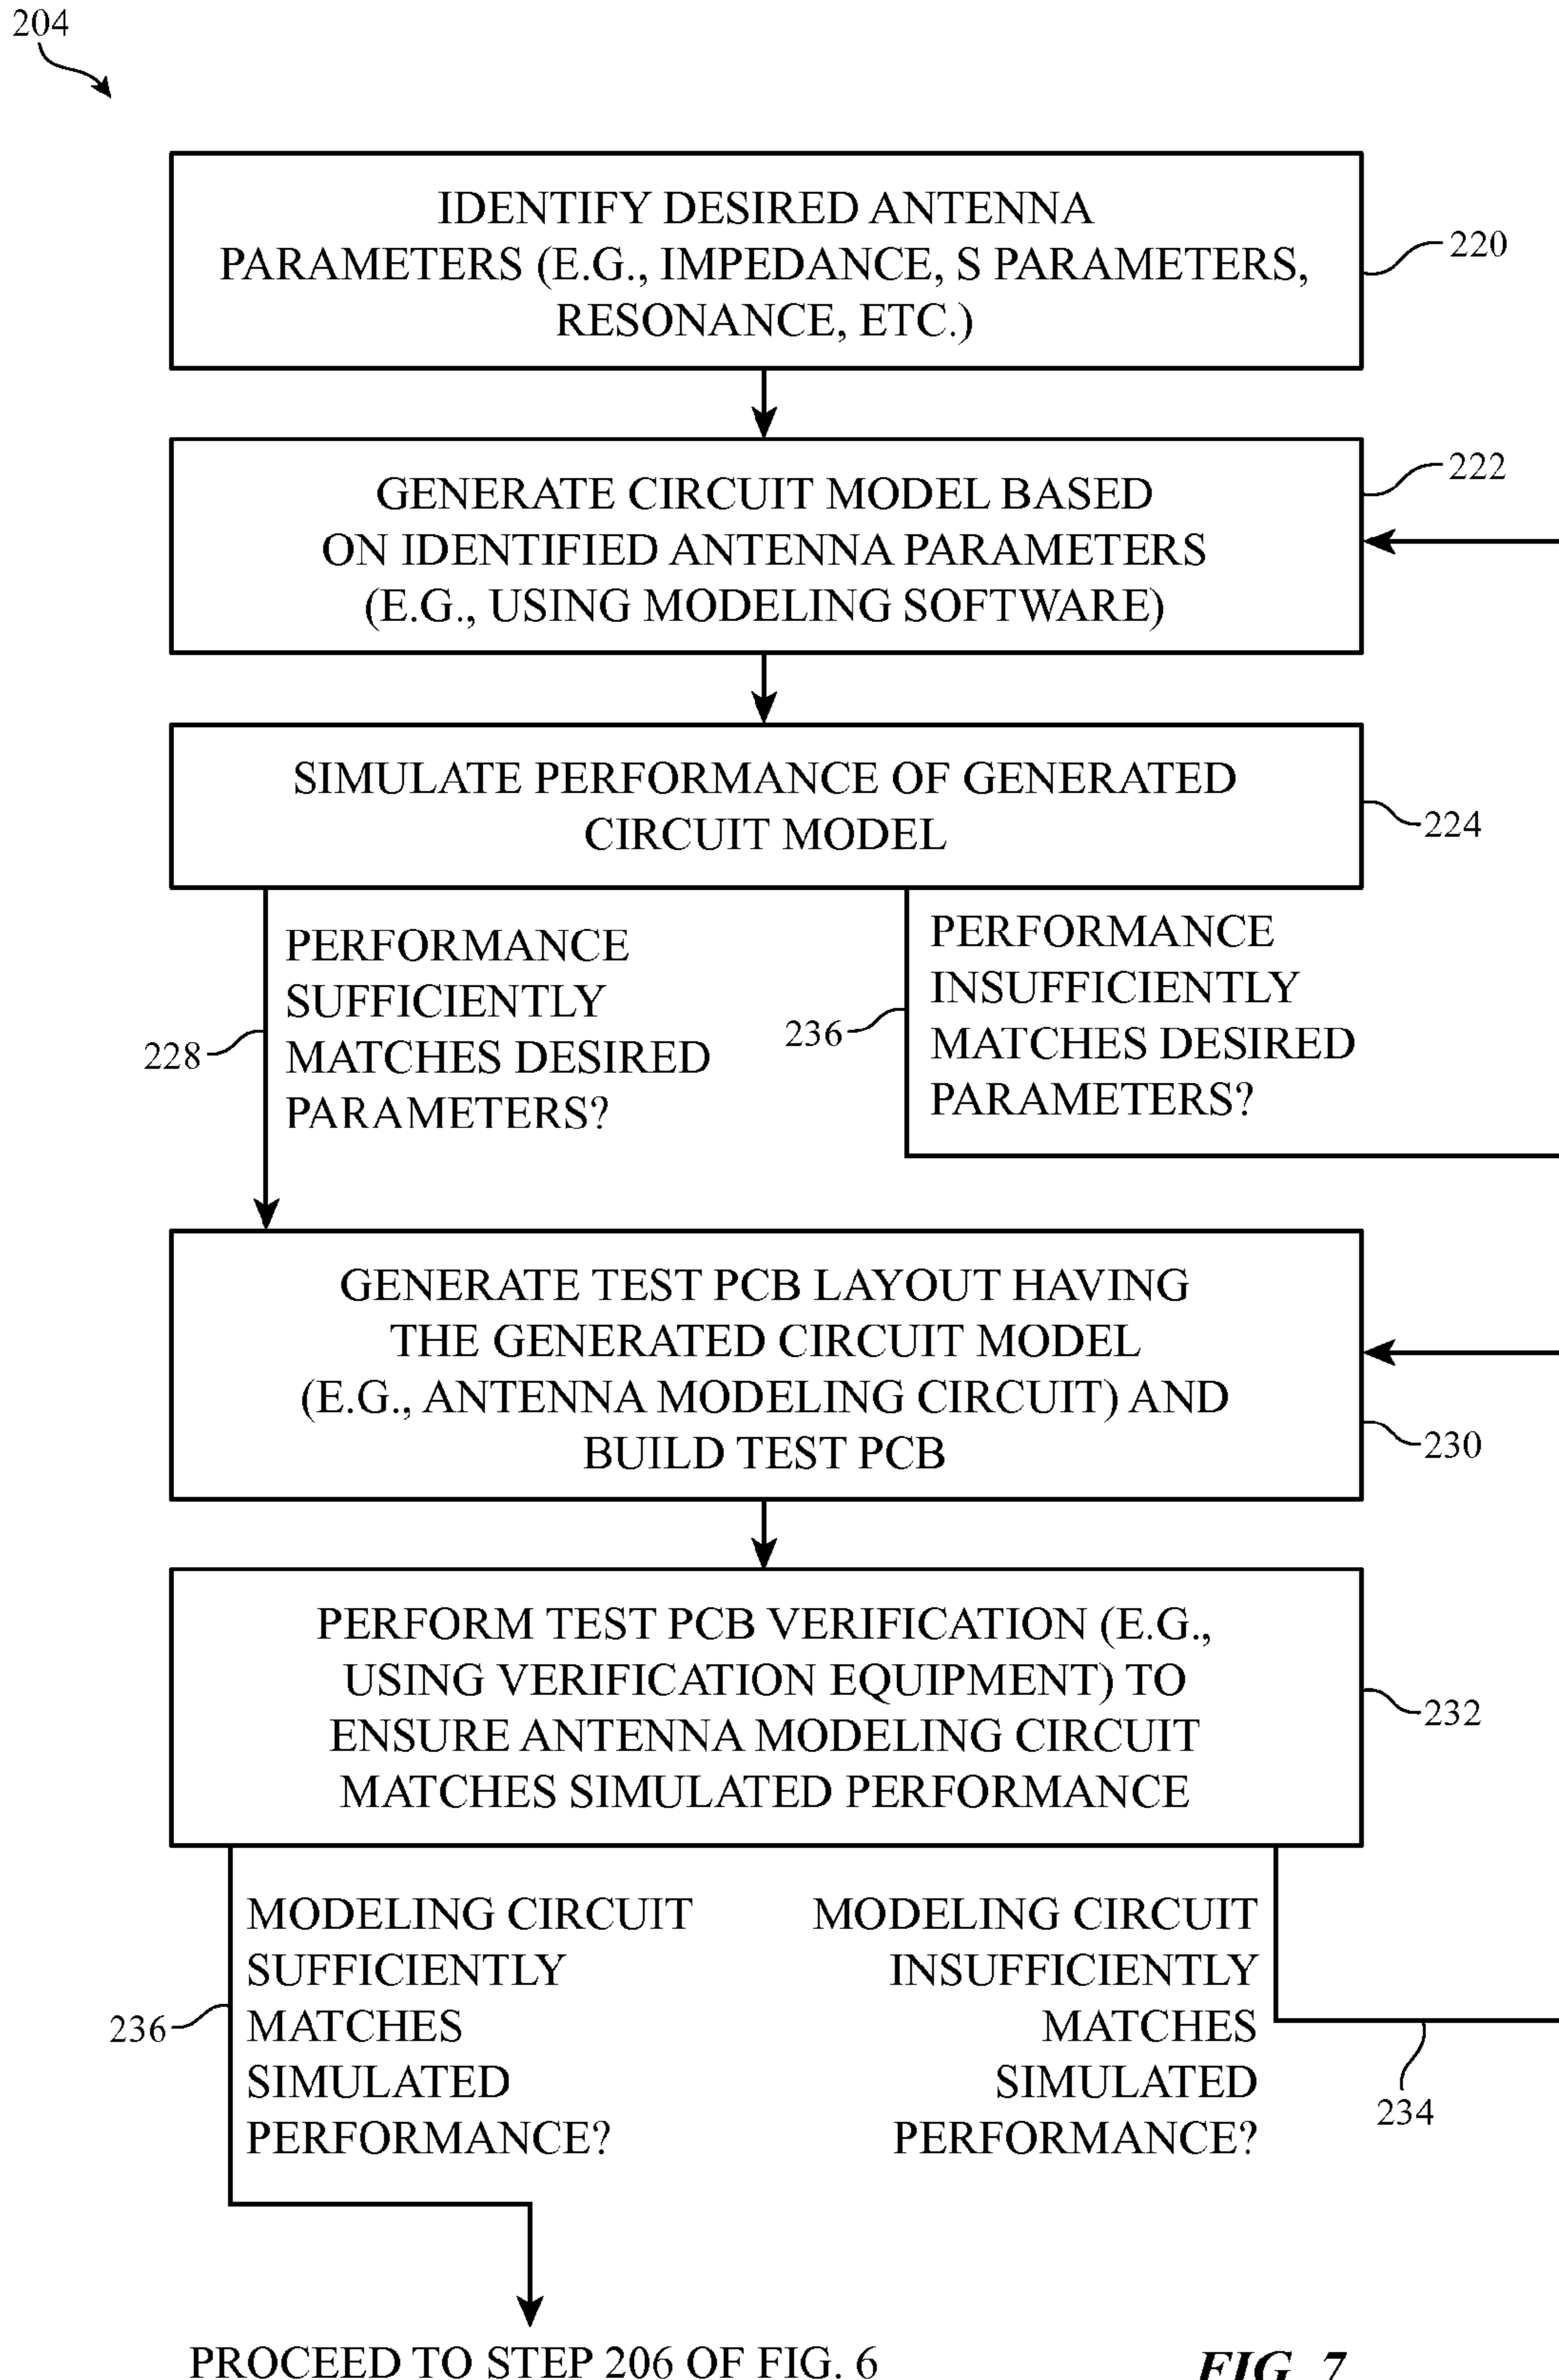 204
IDENTIFY DESIRED ANTENNA
PARAMETERS (E.G., IMPEDANCE, S PARAMETERS,
RESONANCE, ETC.)
220
GENERATE CIRCUIT MODEL BASED
ON IDENTIFIED ANTENNA PARAMETERS
(E.G., USING MODELING SOFTWARE)
222
SIMULATE PERFORMANCE OF GENERATED
CIRCUIT MODEL
224
PERFORMANCE
SUFFICIENTLY
MATCHES DESIRED
PARAMETERS?
228
PERFORMANCE
INSUFFICIENTLY
MATCHES DESIRED
PARAMETERS?
236
GENERATE TEST PCB LAYOUT HAVING
THE GENERATED CIRCUIT MODEL
(E.G., ANTENNA MODELING CIRCUIT) AND
BUILD TEST PCB
230
PERFORM TEST PCB VERIFICATION (E.G.,
USING VERIFICATION EQUIPMENT) TO
ENSURE ANTENNA MODELING CIRCUIT
MATCHES SIMULATED PERFORMANCE
232
MODELING CIRCUIT
SUFFICIENTLY
MATCHES
SIMULATED
PERFORMANCE?
236
MODELING CIRCUIT
INSUFFICIENTLY
MATCHES
SIMULATED
PERFORMANCE?
234
PROCEED TO STEP 206 OF FIG. 6
FIG. 7